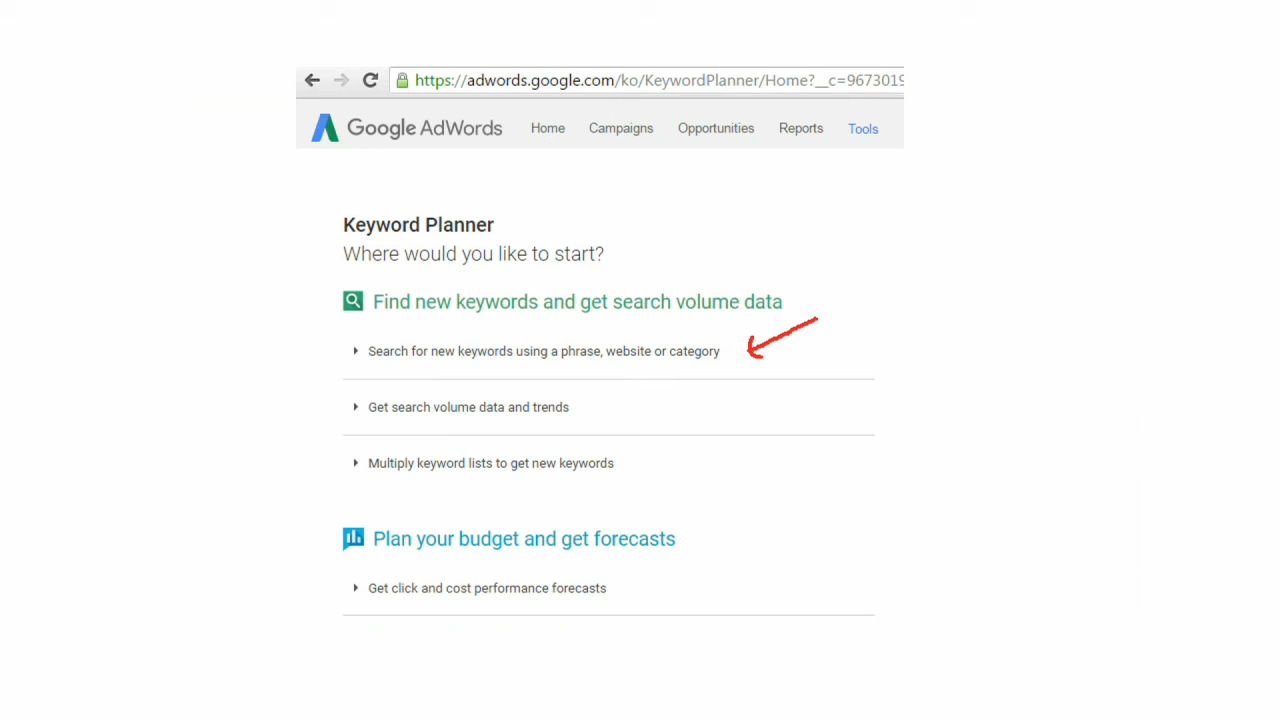 https://adwords.google.com/ko/KeywordPlanner/Home?__c=9673019
Google AdWords Home Campaigns Opportunities Reports Tools
Keyword Planner
Where would you like to start?
Find new keywords and get search volume data
Search for new keywords using a phrase, website or category
Get search volume data and trends
Multiply keyword lists to get new keywords
Plan your budget and get forecasts
Get click and cost performance forecasts